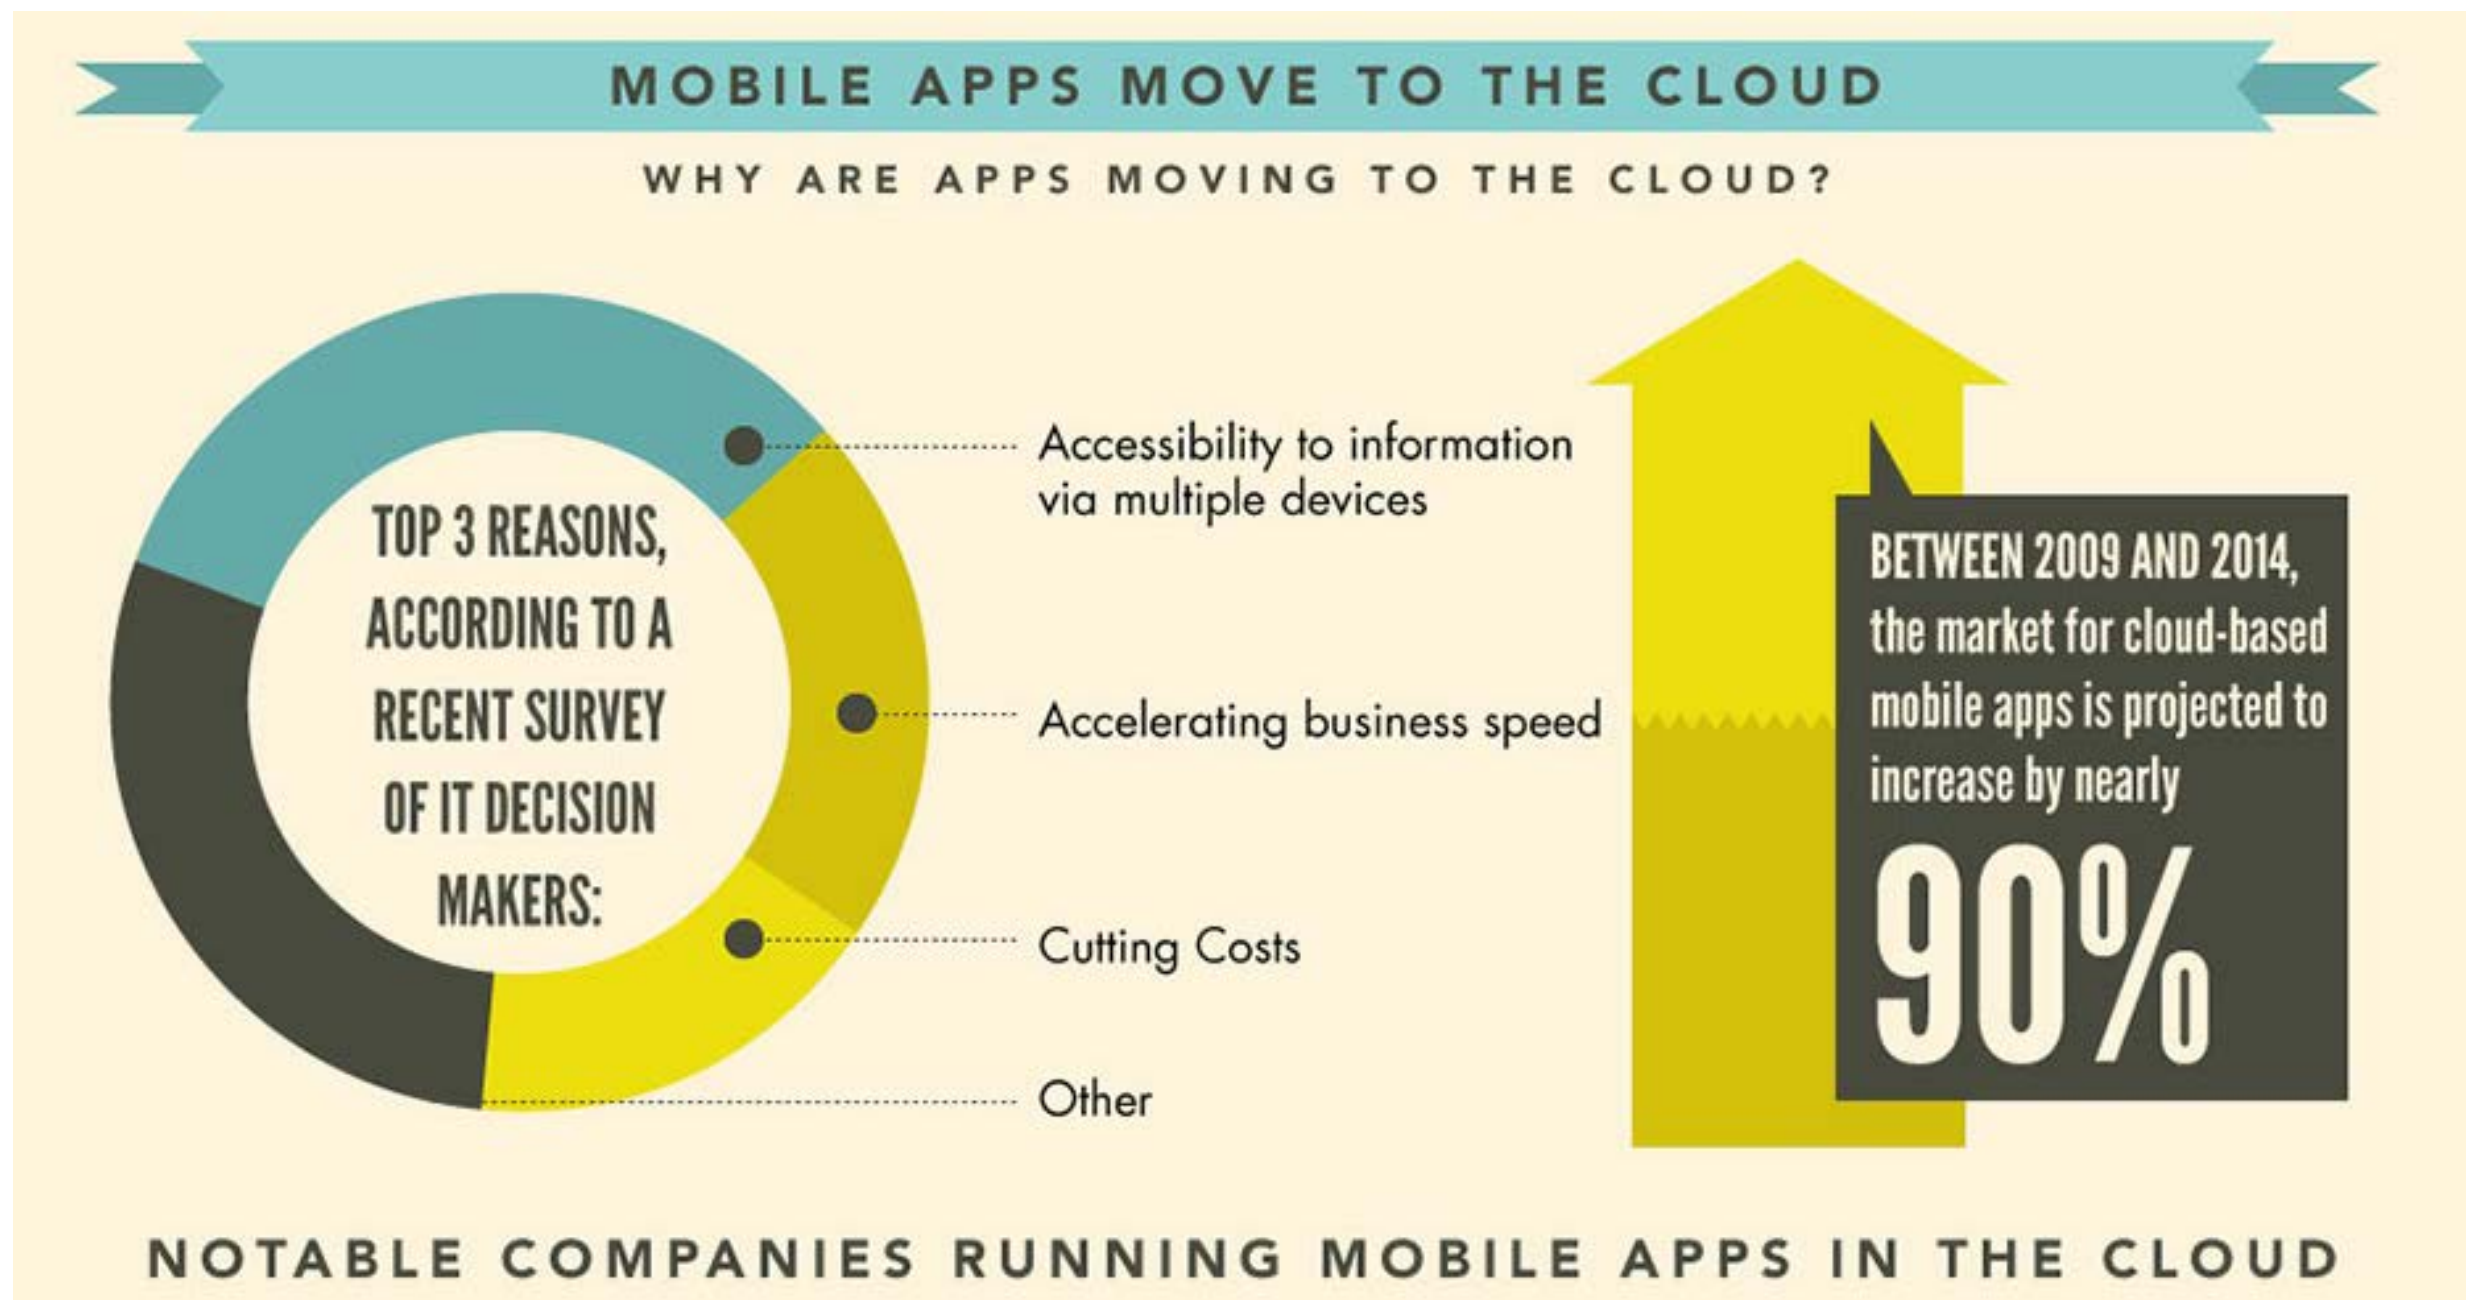 MOBILE APPS MOVE TO THE CLOUD
WHY ARE APPS MOVING TO THE CLOUD?
TOP 3 REASONS,
ACCORDING TO A
RECENT SURVEY
OF IT DECISION
MAKERS:
Accessibility to information
via multiple devices
Accelerating business speed
Cutting Costs
Other
BETWEEN 2009 AND 2014,
the market for cloud-based
mobile apps is projected to
increase by nearly
90%
NOTABLE COMPANIES RUNNING MOBILE APPS IN THE CLOUD